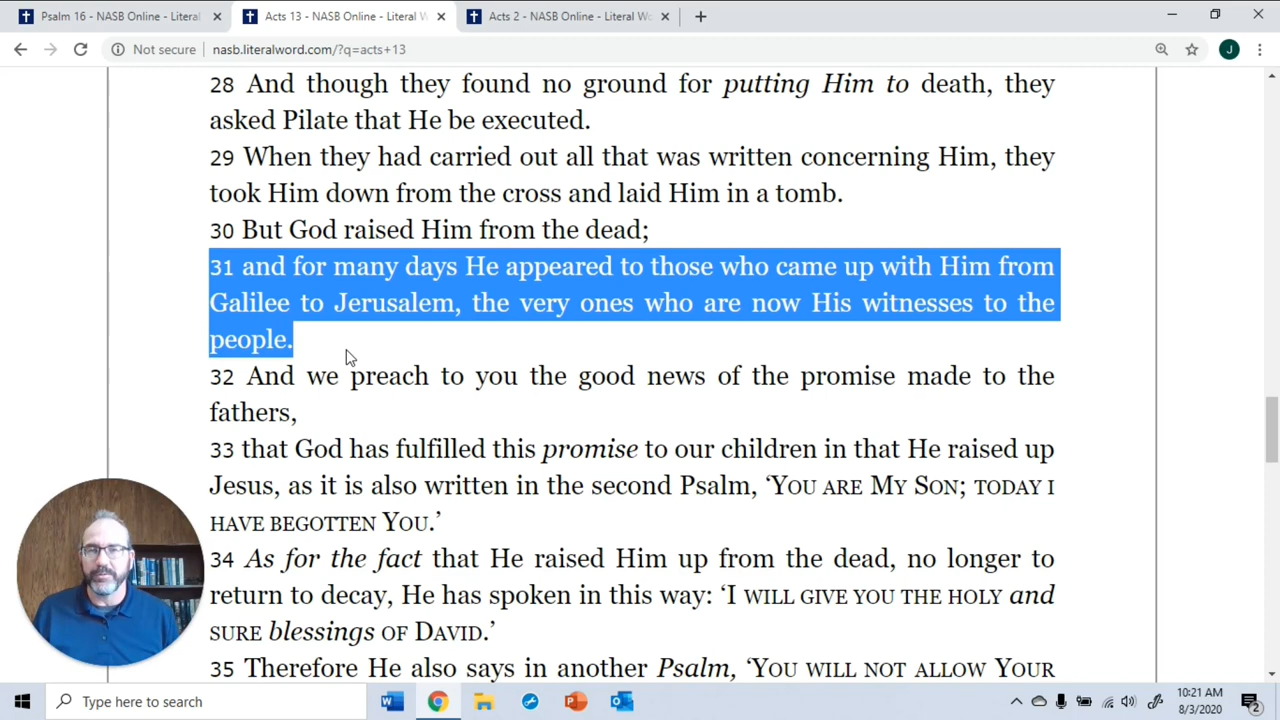 Psalm 16 - NASB Online - Literal
Acts 13 - NASB Online - Literal W
Acts 2 - NASB Online - Literal Wo
Not secure | nasb.literalword.com/?q=acts+13
J
28 And though they found no ground for putting Him to death, they
asked Pilate that He be executed.
29 When they had carried out all that was written concerning Him, they
took Him down from the cross and laid Him in a tomb.
30 But God raised Him from the dead;
31 and for many days He appeared to those who came up with Him from
Galilee to Jerusalem, the very ones who are now His witnesses to the
people.
32 And we preach to you the good news of the promise made to the
fathers,
33 that God has fulfilled this promise to our children in that He raised up
Jesus, as it is also written in the second Psalm, ‘YOU ARE MY SON; TODAY I
HAVE BEGOTTEN YOU.’
34 As for the fact that He raised Him up from the dead, no longer to
return to decay, He has spoken in this way: ‘I WILL GIVE YOU THE HOLY and
SURE blessings OF DAVID.’
35 Therefore He also says in another Psalm, ‘YOU WILL NOT ALLOW YOUR
Type here to search
10:21 AM
8/3/2020
2